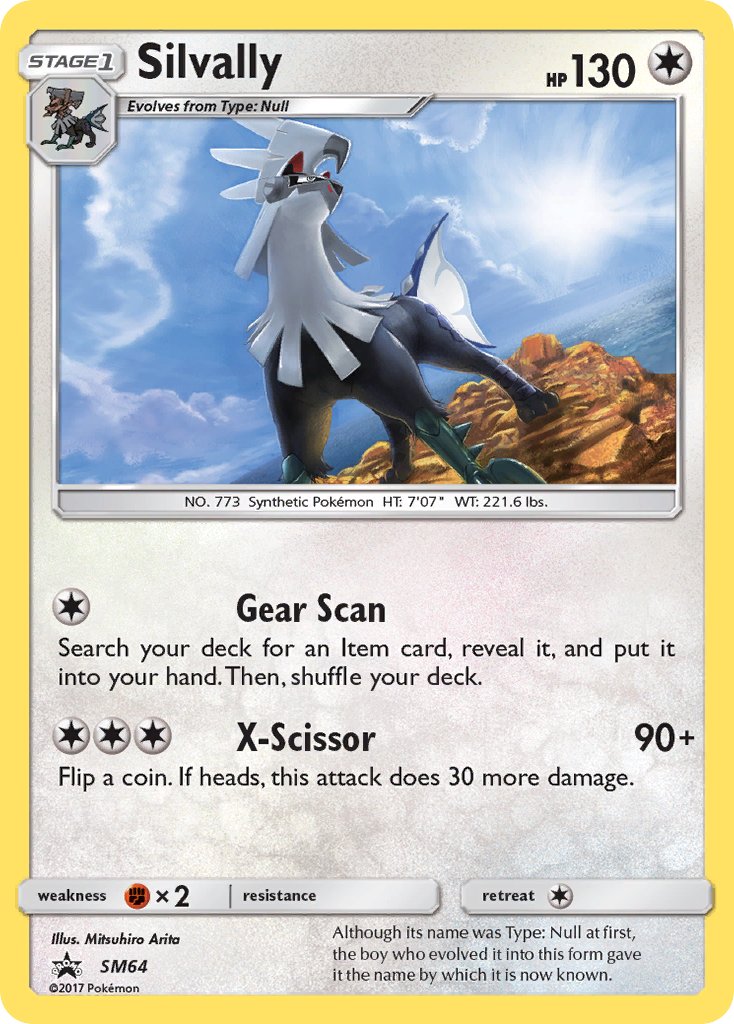 STAGE1
Silvally
HP 130
Evolves from Type: Null
NO. 773 Synthetic Pokémon HT: 7'07" WT: 221.6 lbs.
Gear Scan
Search your deck for an Item card, reveal it, and put it
into your hand. Then, shuffle your deck.
X-Scissor 90+
Flip a coin. If heads, this attack does 30 more damage.
weakness ×2 resistance retreat
Illus. Mitsuhiro Arita
Although its name was Type: Null at first,
the boy who evolved it into this form gave
it the name by which it is now known.
PROMO SM64
©2017 Pokémon